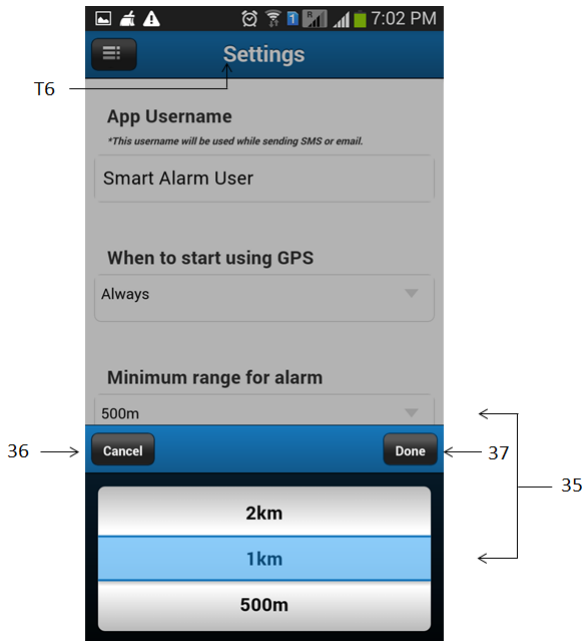 7:02 PM
Settings
T6
App Username
*This username will be used while sending SMS or email.
Smart Alarm User
When to start using GPS
Always
Minimum range for alarm
500m
36
Cancel
Done
37
35
2km
1km
500m